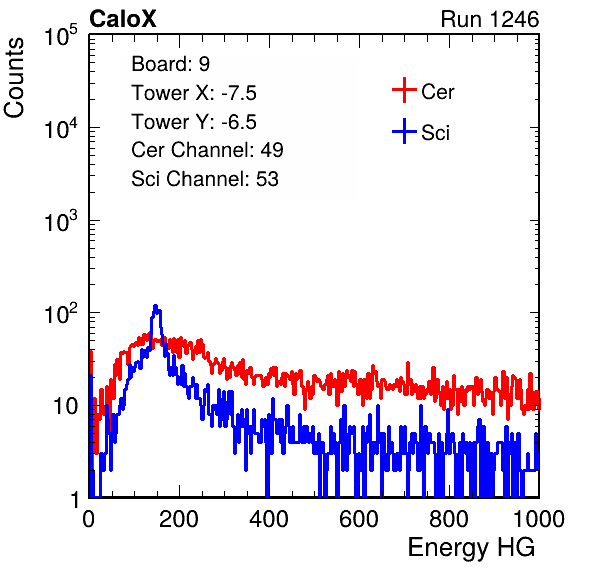 CaloX Run 1246
Counts
Board: 9
Tower X: -7.5
Tower Y: -6.5
Cer Channel: 49
Sci Channel: 53
Cer
Sci
10^5
10^4
10^3
10^2
10
1
0 200 400 600 800 1000
Energy HG